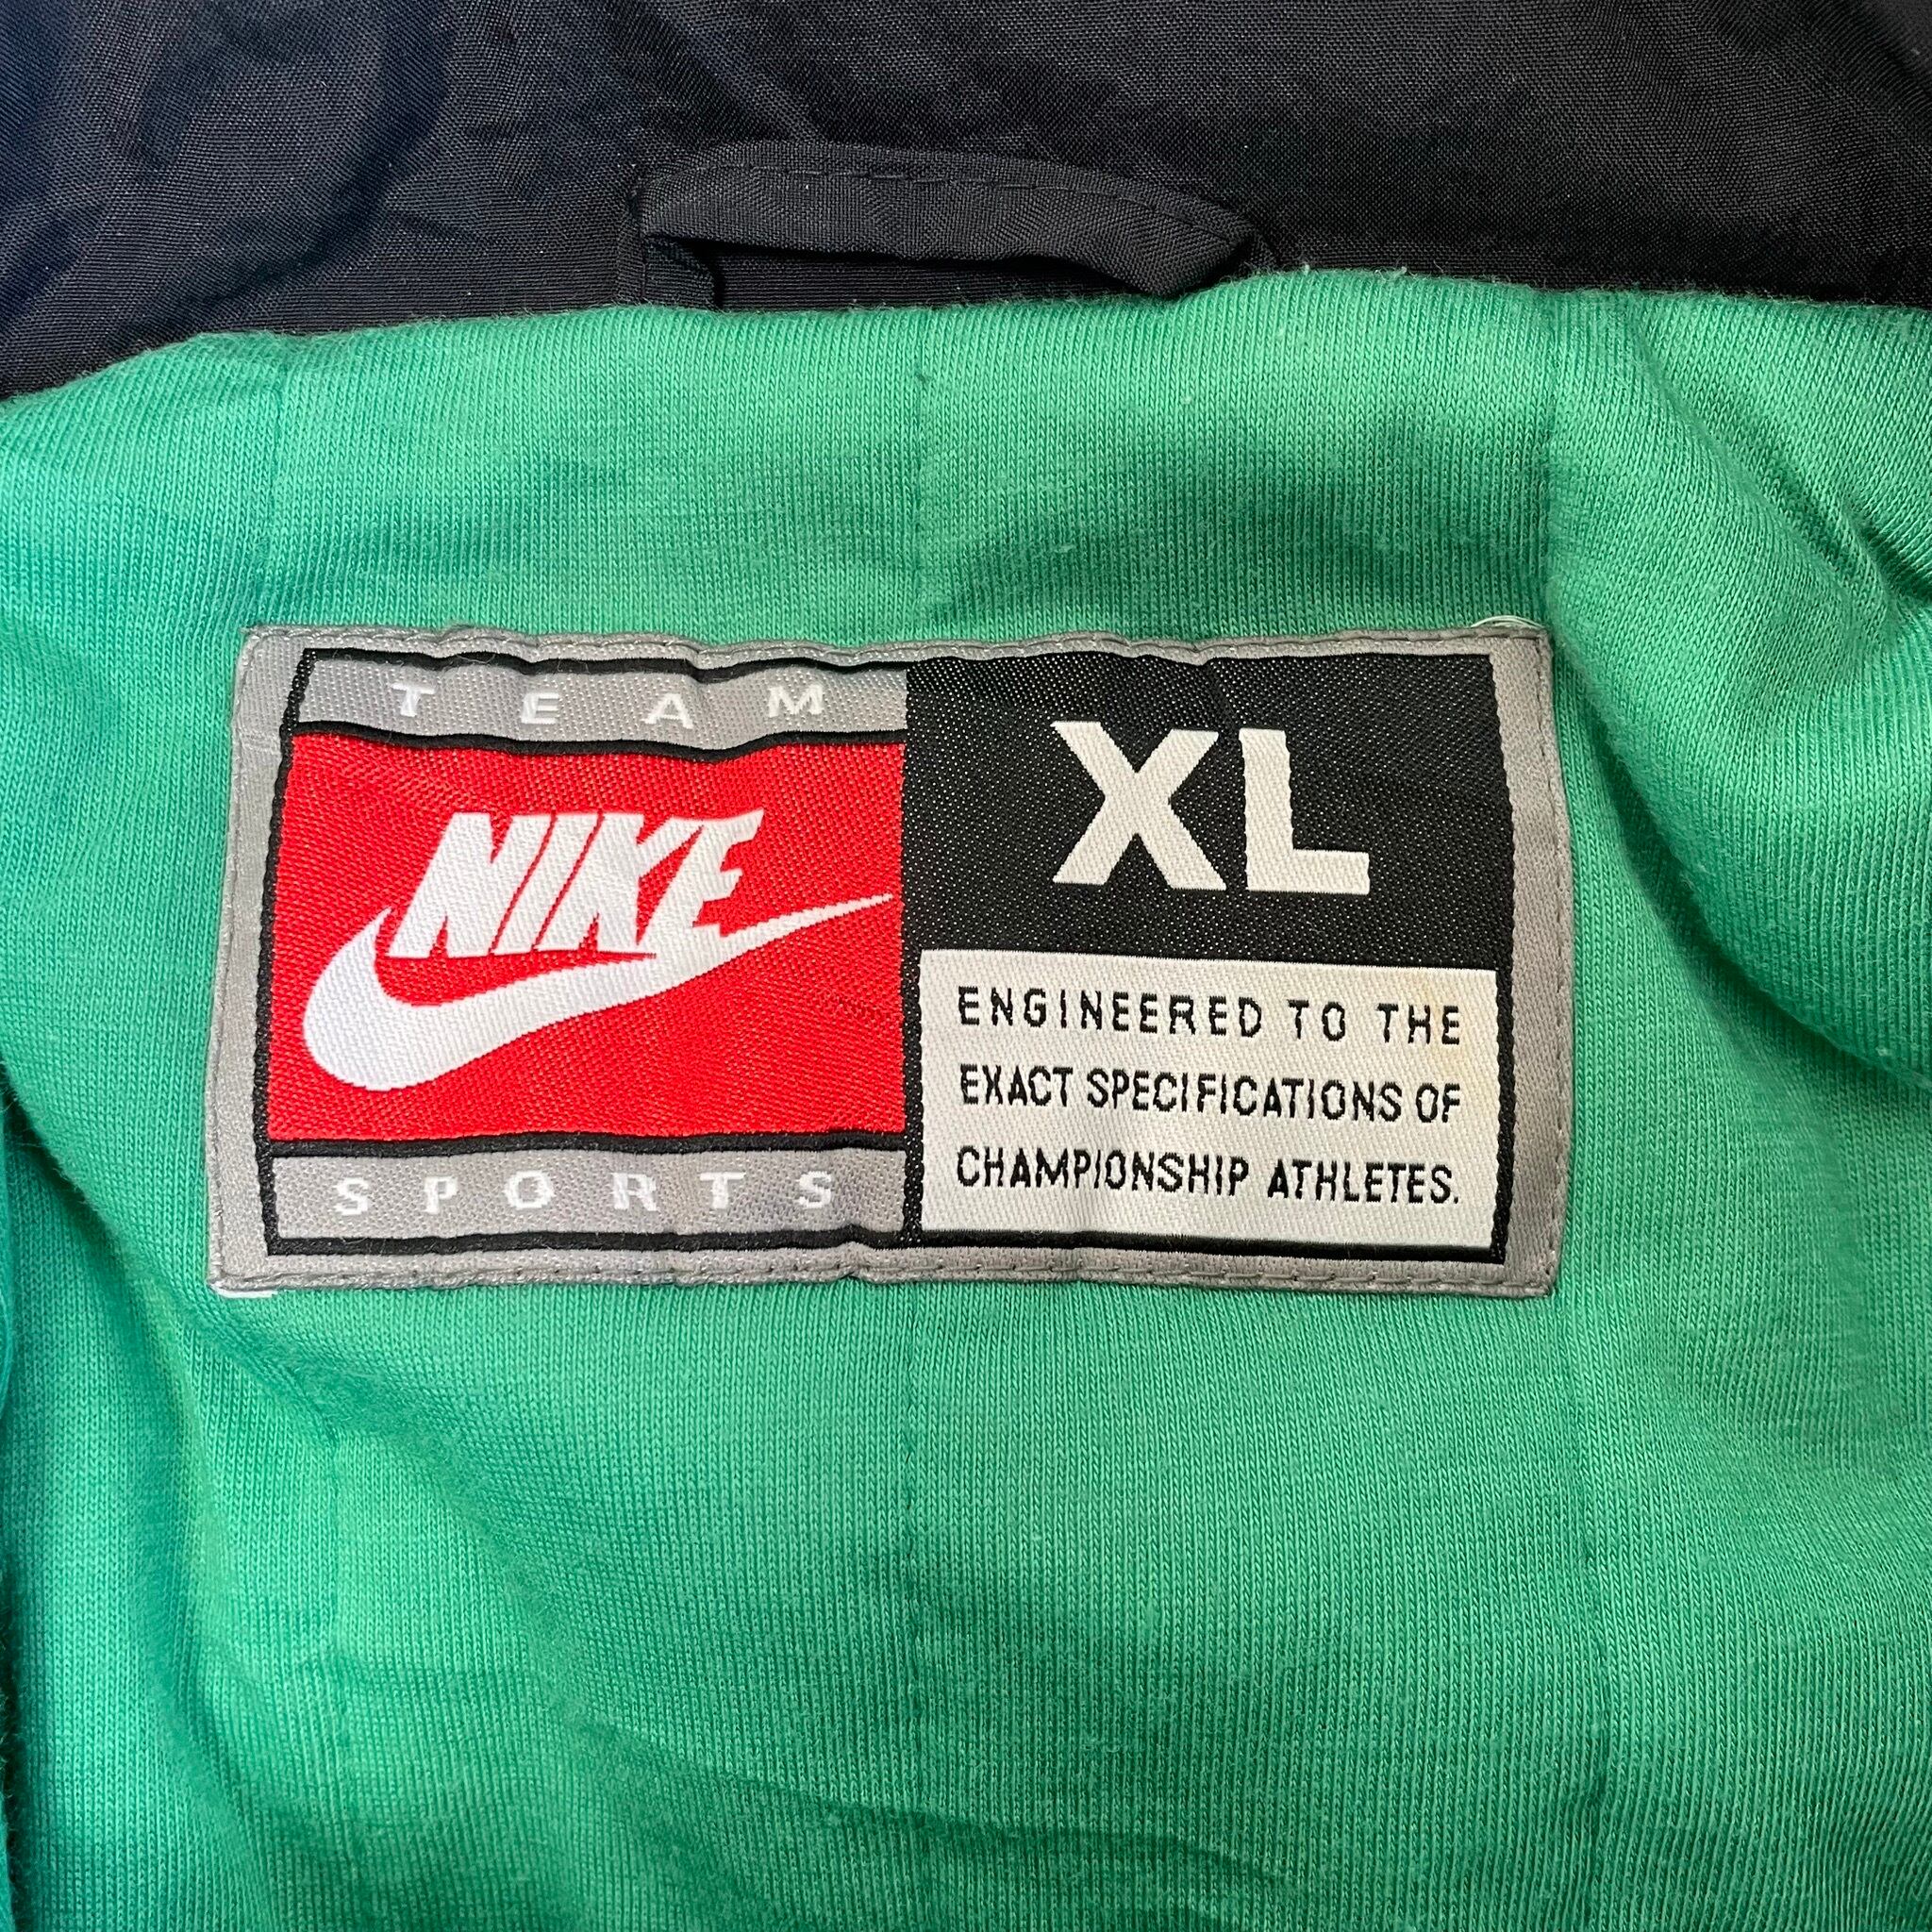 TEAM
NIKE
SPORTS
XL
ENGINEERED TO THE
EXACT SPECIFICATIONS OF
CHAMPIONSHIP ATHLETES.